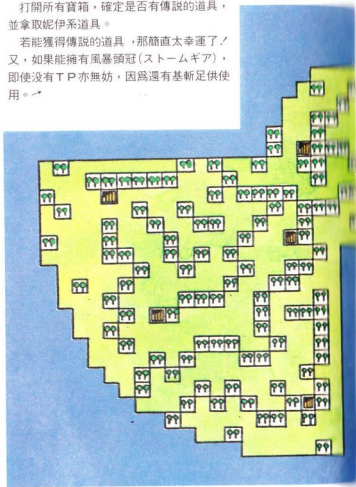 打開所有寶箱，確定是否有傳說的道具，
並拿取妮伊系道具。
若能獲得傳說的道具，那簡直太幸運了！
又，如果能擁有風暴頭冠(ストームギア)，
即使没有ＴＰ亦無妨，因爲還有基斬足供使
用。